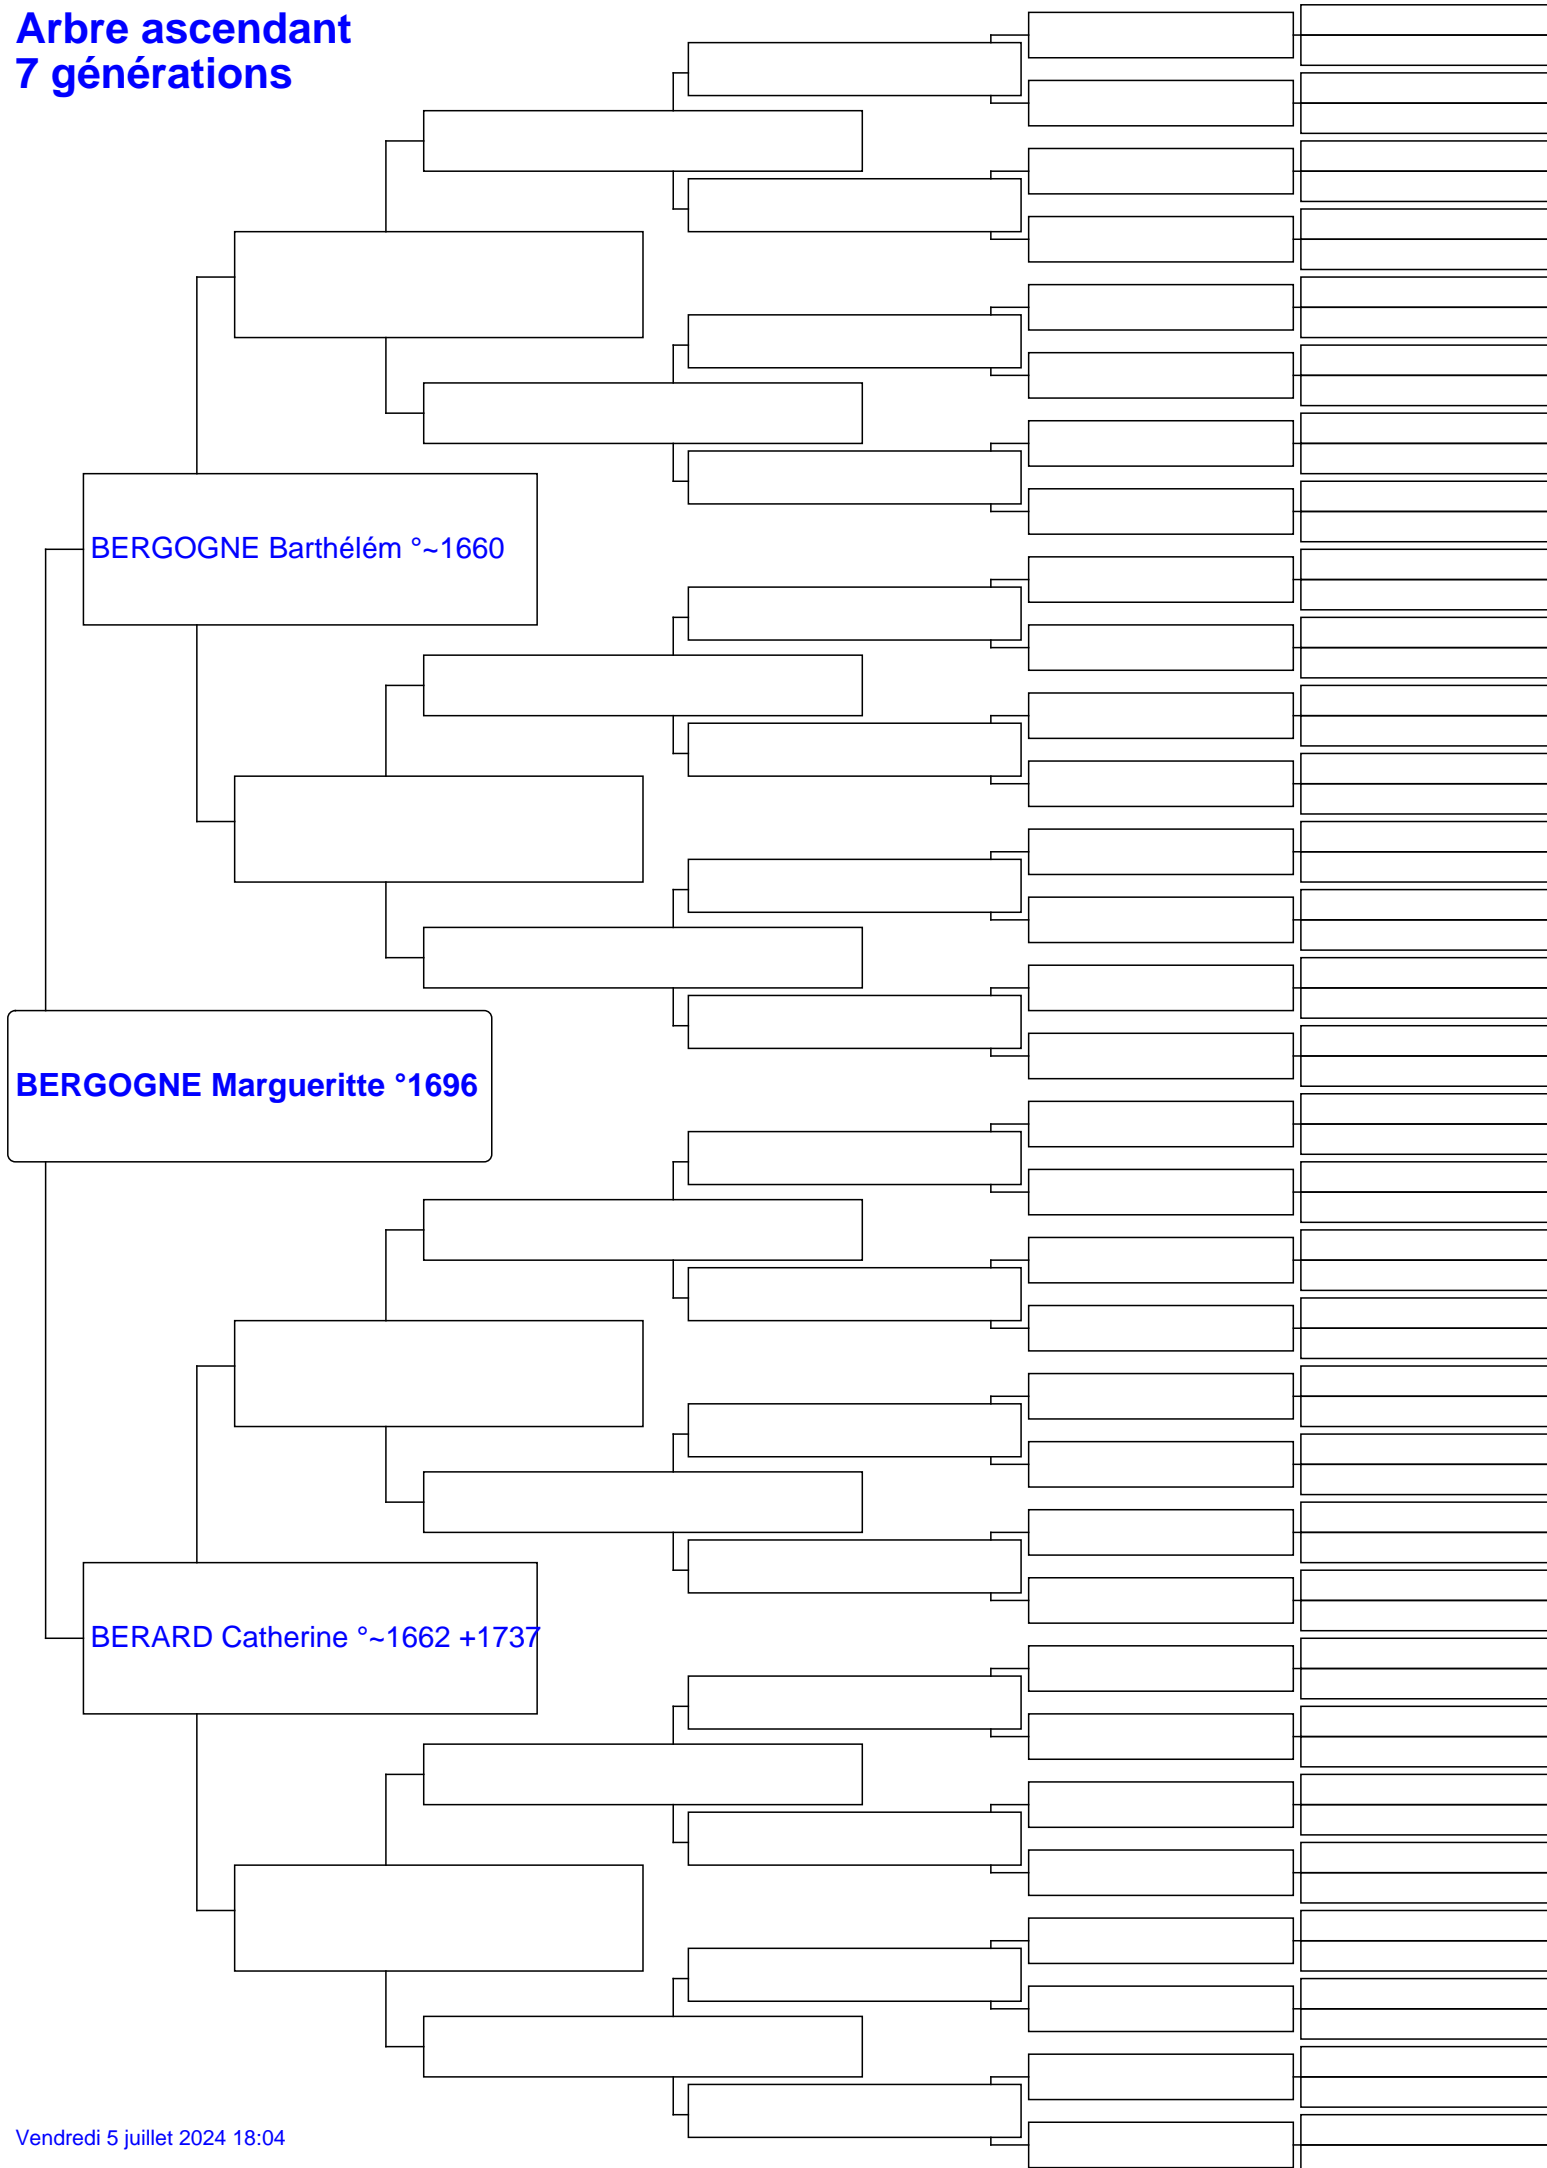 Arbre ascendant
7 générations
BERGOGNE Barthélém °~1660
BERGOGNE Margueritte °1696
BERARD Catherine °~1662 +1737
Vendredi 5 juillet 2024 18:04